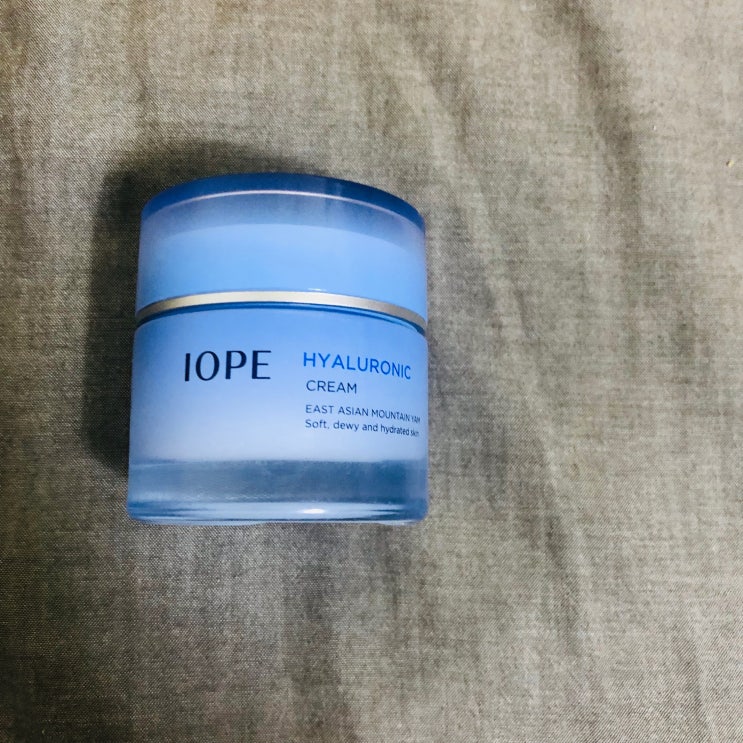 IOPE
HYALURONIC
CREAM
EAST ASIAN MOUNTAIN YAM
Soft, dewy and hydrated skin